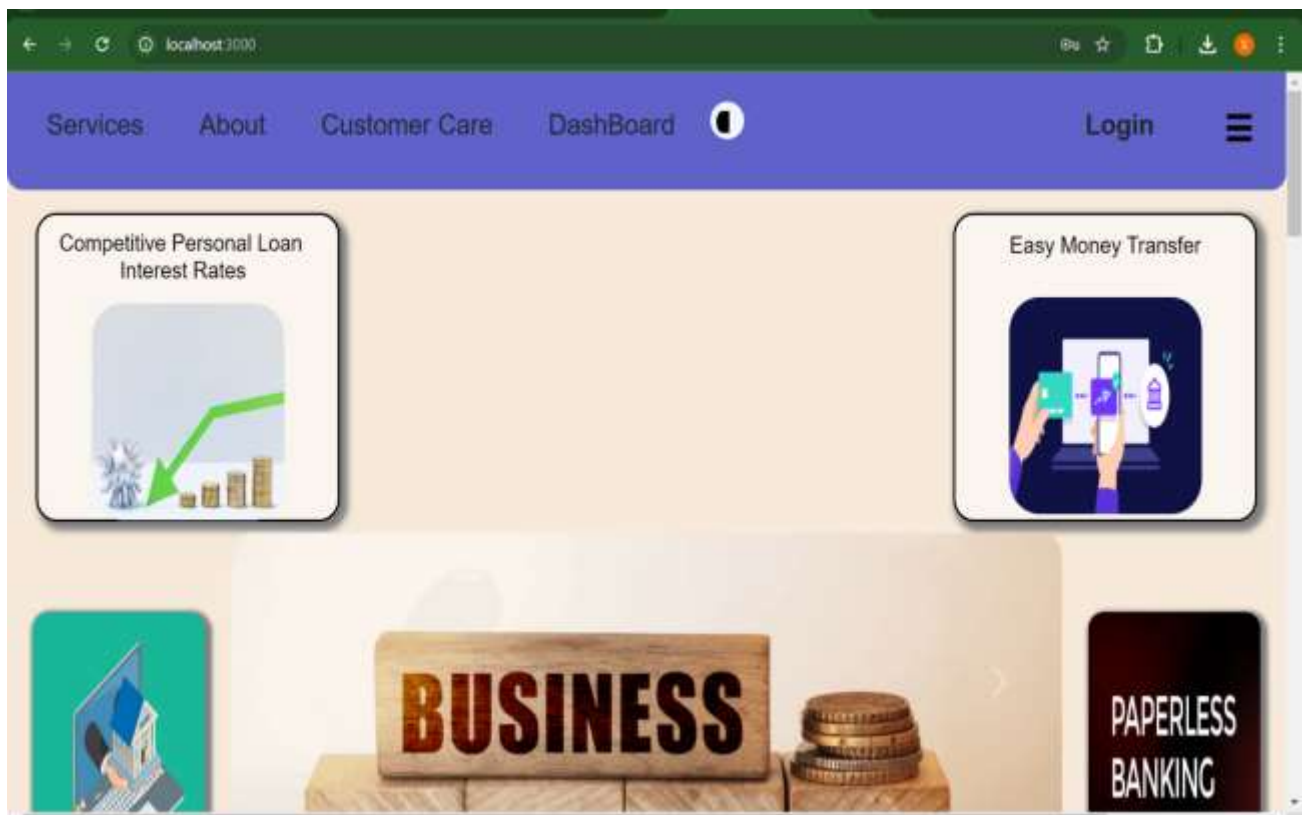 localhost:3000
Services About Customer Care DashBoard Login
Competitive Personal Loan
Interest Rates
Easy Money Transfer
BUSINESS
PAPERLESS
BANKING